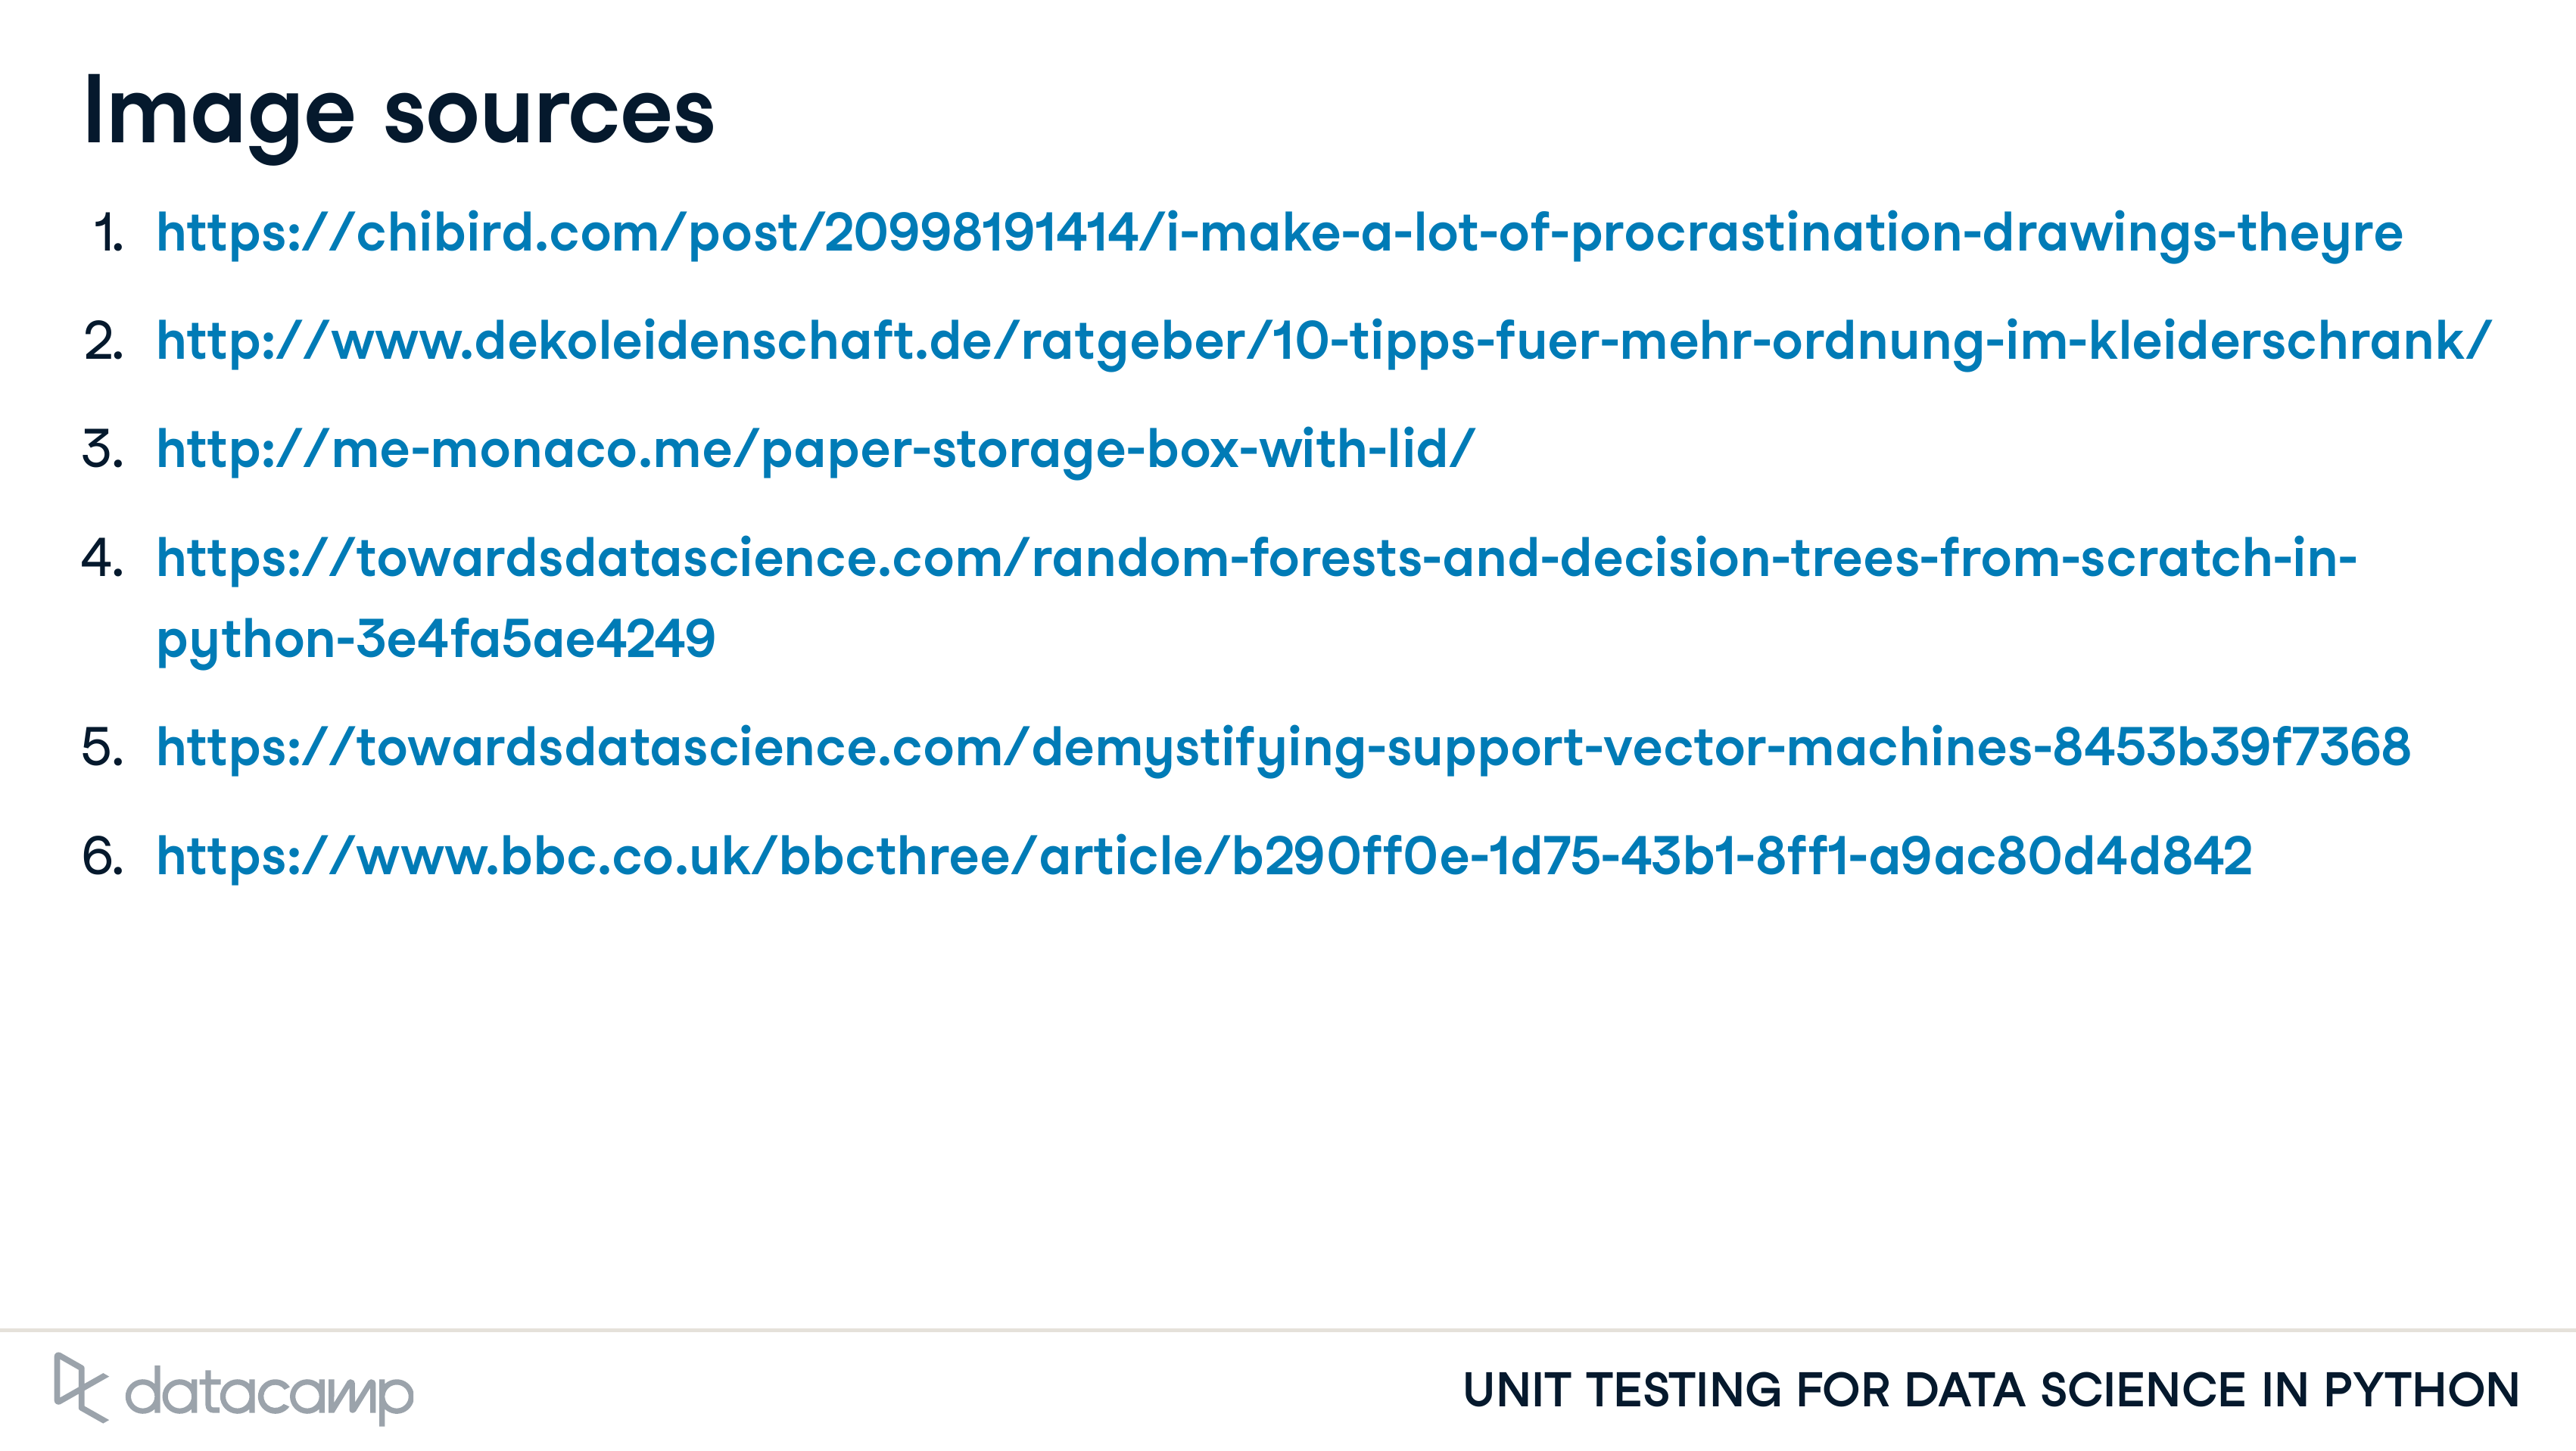 Image sources
1. https://chibird.com/post/20998191414/i-make-a-lot-of-procrastination-drawings-theyre
2. http://www.dekoleidenschaft.de/ratgeber/10-tipps-fuer-mehr-ordnung-im-kleiderschrank/
3. http://me-monaco.me/paper-storage-box-with-lid/
4. https://towardsdatascience.com/random-forests-and-decision-trees-from-scratch-in-
python-3e4fa5ae4249
5. https://towardsdatascience.com/demystifying-support-vector-machines-8453b39f7368
6. https://www.bbc.co.uk/bbcthree/article/b290ff0e-1d75-43b1-8ff1-a9ac80d4d842
datacamp
UNIT TESTING FOR DATA SCIENCE IN PYTHON